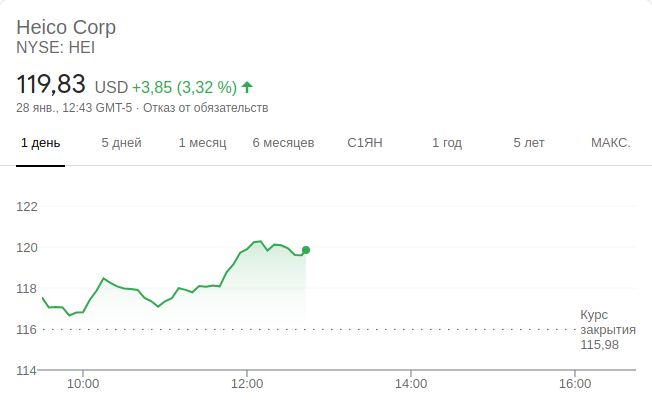 Heico Corp
NYSE: HEI
119,83 USD +3,85 (3,32 %)
28 янв., 12:43 GMT-5 · Отказ от обязательств
1 день 5 дней 1 месяц 6 месяцев С1ЯН 1 год 5 лет МАКС.
122
120
118
116
114
Курс
закрытия
115,98
10:00 12:00 14:00 16:00